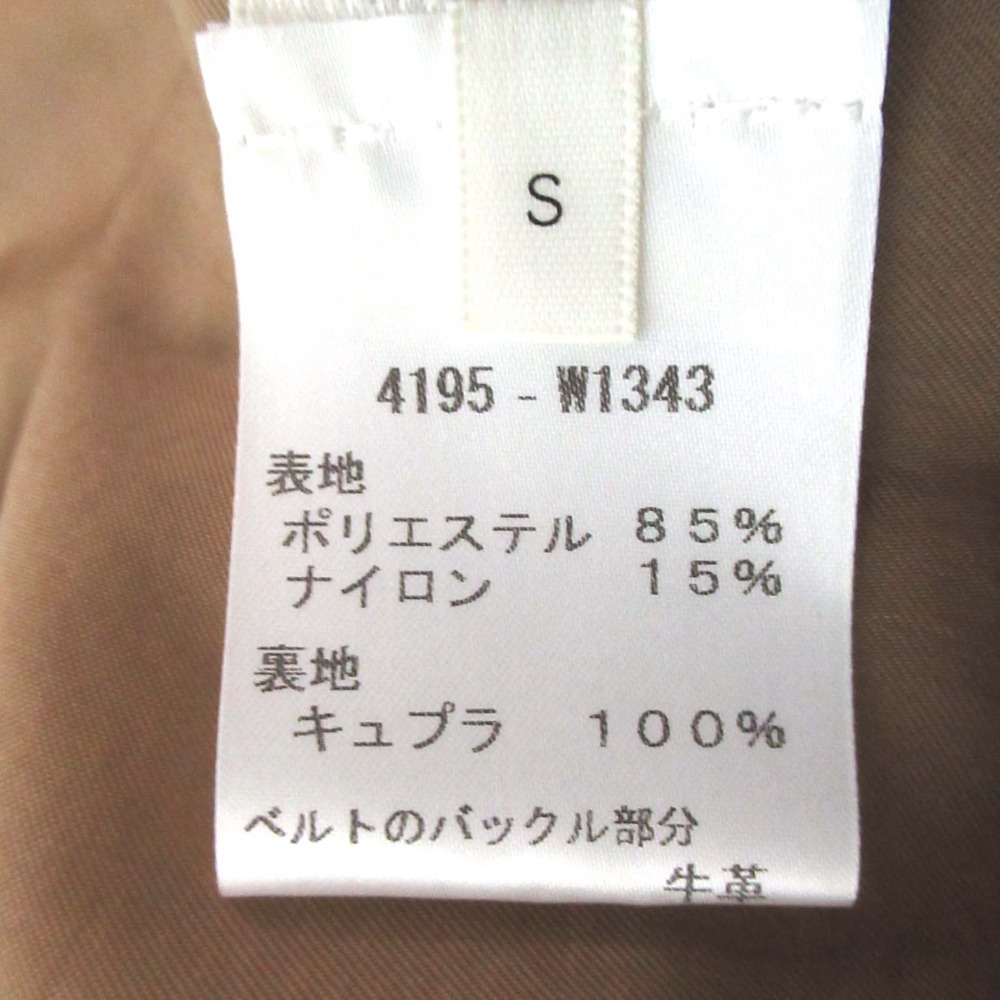 S
4195-W1343
表地
ポリエステル 85%
ナイロン 15%
裏地
キュプラ 100%
ベルトのバックル部分
牛革